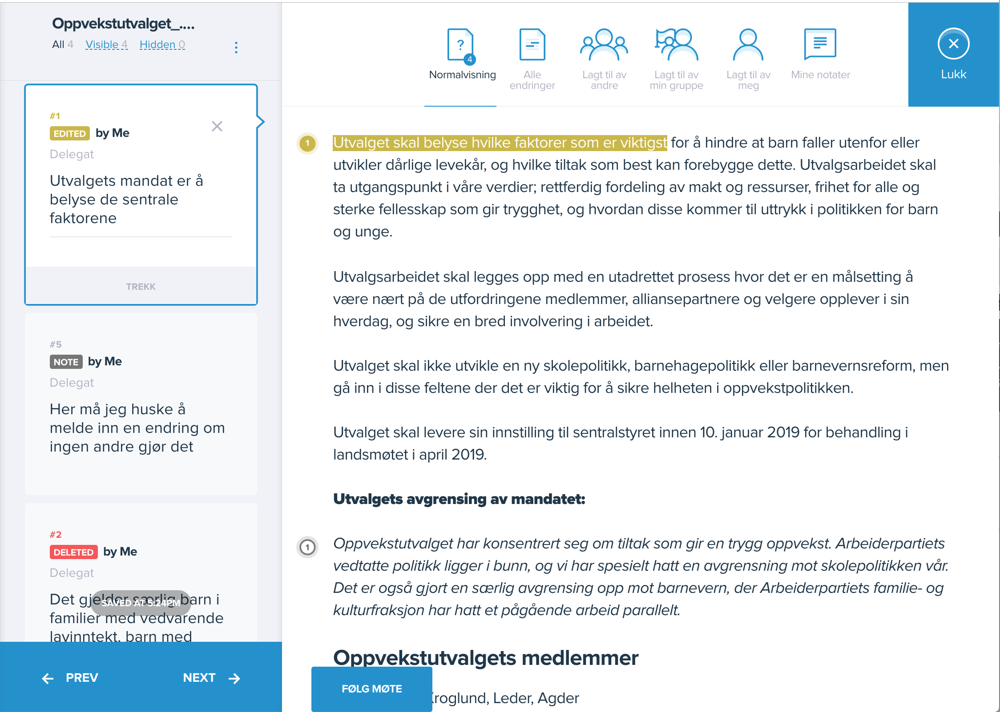 Oppvekstutvalget_....
All 4 Visible 4 Hidden 0
#1
EDITED by Me
Delegat
Utvalgets mandat er å
belyse de sentrale
faktorene
TREKK
#5
NOTE by Me
Delegat
Her må jeg huske å
melde inn en endring om
ingen andre gjør det
#2
DELETED by Me
Delegat
Det gjelder særlig barn i
SAVED AT 5:24PM
familier med vedvarende
lavinntekt, barn med
PREV NEXT
?
4
Normalvisning
Alle
endringer
Lagt til av
andre
Lagt til av
min gruppe
Lagt til av
meg
Mine notater
Lukk
1
Utvalget skal belyse hvilke faktorer som er viktigst for å hindre at barn faller utenfor eller
utvikler dårlige levekår, og hvilke tiltak som best kan forebygge dette. Utvalgsarbeidet skal
ta utgangspunkt i våre verdier; rettferdig fordeling av makt og ressurser, frihet for alle og
sterke fellesskap som gir trygghet, og hvordan disse kommer til uttrykk i politikken for barn
og unge.
Utvalgsarbeidet skal legges opp med en utadrettet prosess hvor det er en målsetting å
være nært på de utfordringene medlemmer, alliansepartnere og velgere opplever i sin
hverdag, og sikre en bred involvering i arbeidet.
Utvalget skal ikke utvikle en ny skolepolitikk, barnehagepolitikk eller barnevernsreform, men
gå inn i disse feltene der det er viktig for å sikre helheten i oppvekstpolitikken.
Utvalget skal levere sin innstilling til sentralstyret innen 10. januar 2019 for behandling i
landsmøtet i april 2019.
Utvalgets avgrensing av mandatet:
1
Oppvekstutvalget har konsentrert seg om tiltak som gir en trygg oppvekst. Arbeiderpartiets
vedtatte politikk ligger i bunn, og vi har spesielt hatt en avgrensning mot skolepolitikken vår.
Det er også gjort en særlig avgrensing opp mot barnevern, der Arbeiderpartiets familie- og
kulturfraksjon har hatt et pågående arbeid parallelt.
Oppvekstutvalgets medlemmer
FØLG MØTE
Kroglund, Leder, Agder